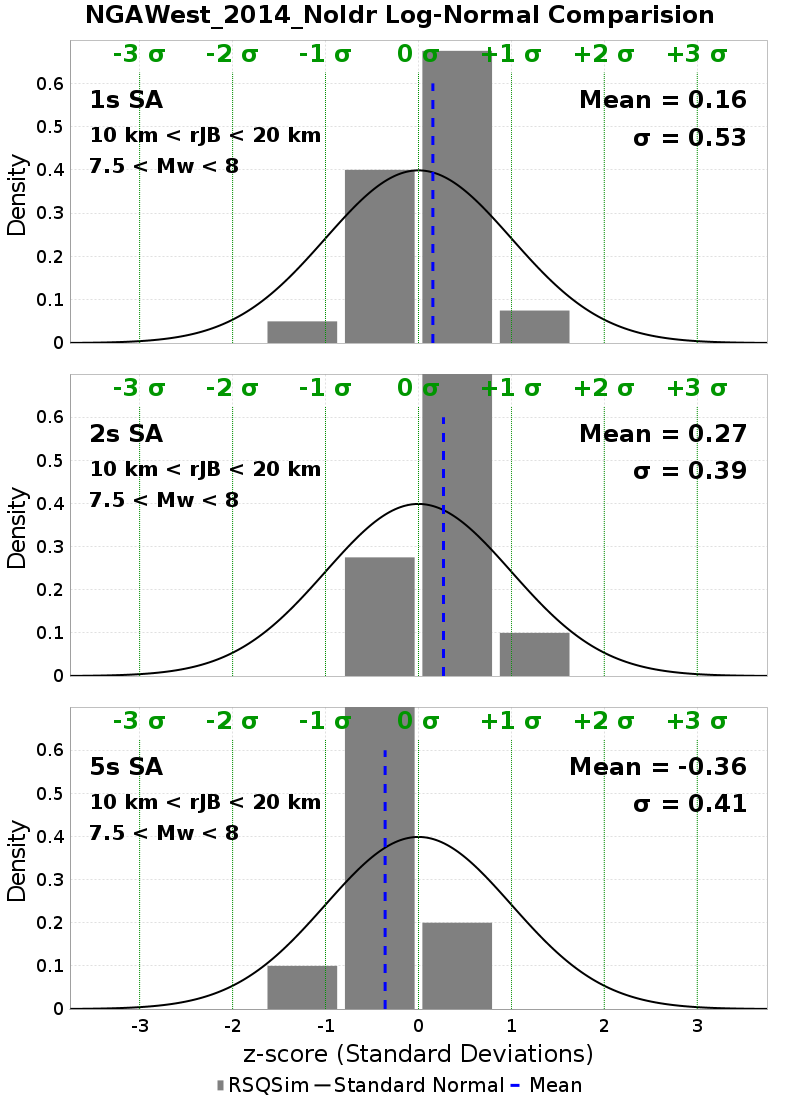 NGAWest_2014_NoIdr Log-Normal Comparision
-3 σ -2 σ -1 σ 0 σ +1 σ +2 σ +3 σ
1s SA
Mean = 0.16
10 km < rJB < 20 km
σ = 0.53
7.5 < Mw < 8
Density
0.6
0.5
0.4
0.3
0.2
0.1
0
-3 σ -2 σ -1 σ 0 σ +1 σ +2 σ +3 σ
2s SA
Mean = 0.27
10 km < rJB < 20 km
σ = 0.39
7.5 < Mw < 8
Density
0.6
0.5
0.4
0.3
0.2
0.1
0
-3 σ -2 σ -1 σ 0 σ +1 σ +2 σ +3 σ
5s SA
Mean = -0.36
10 km < rJB < 20 km
σ = 0.41
7.5 < Mw < 8
Density
0.6
0.5
0.4
0.3
0.2
0.1
0
-3 -2 -1 0 1 2 3
z-score (Standard Deviations)
RSQSim Standard Normal Mean